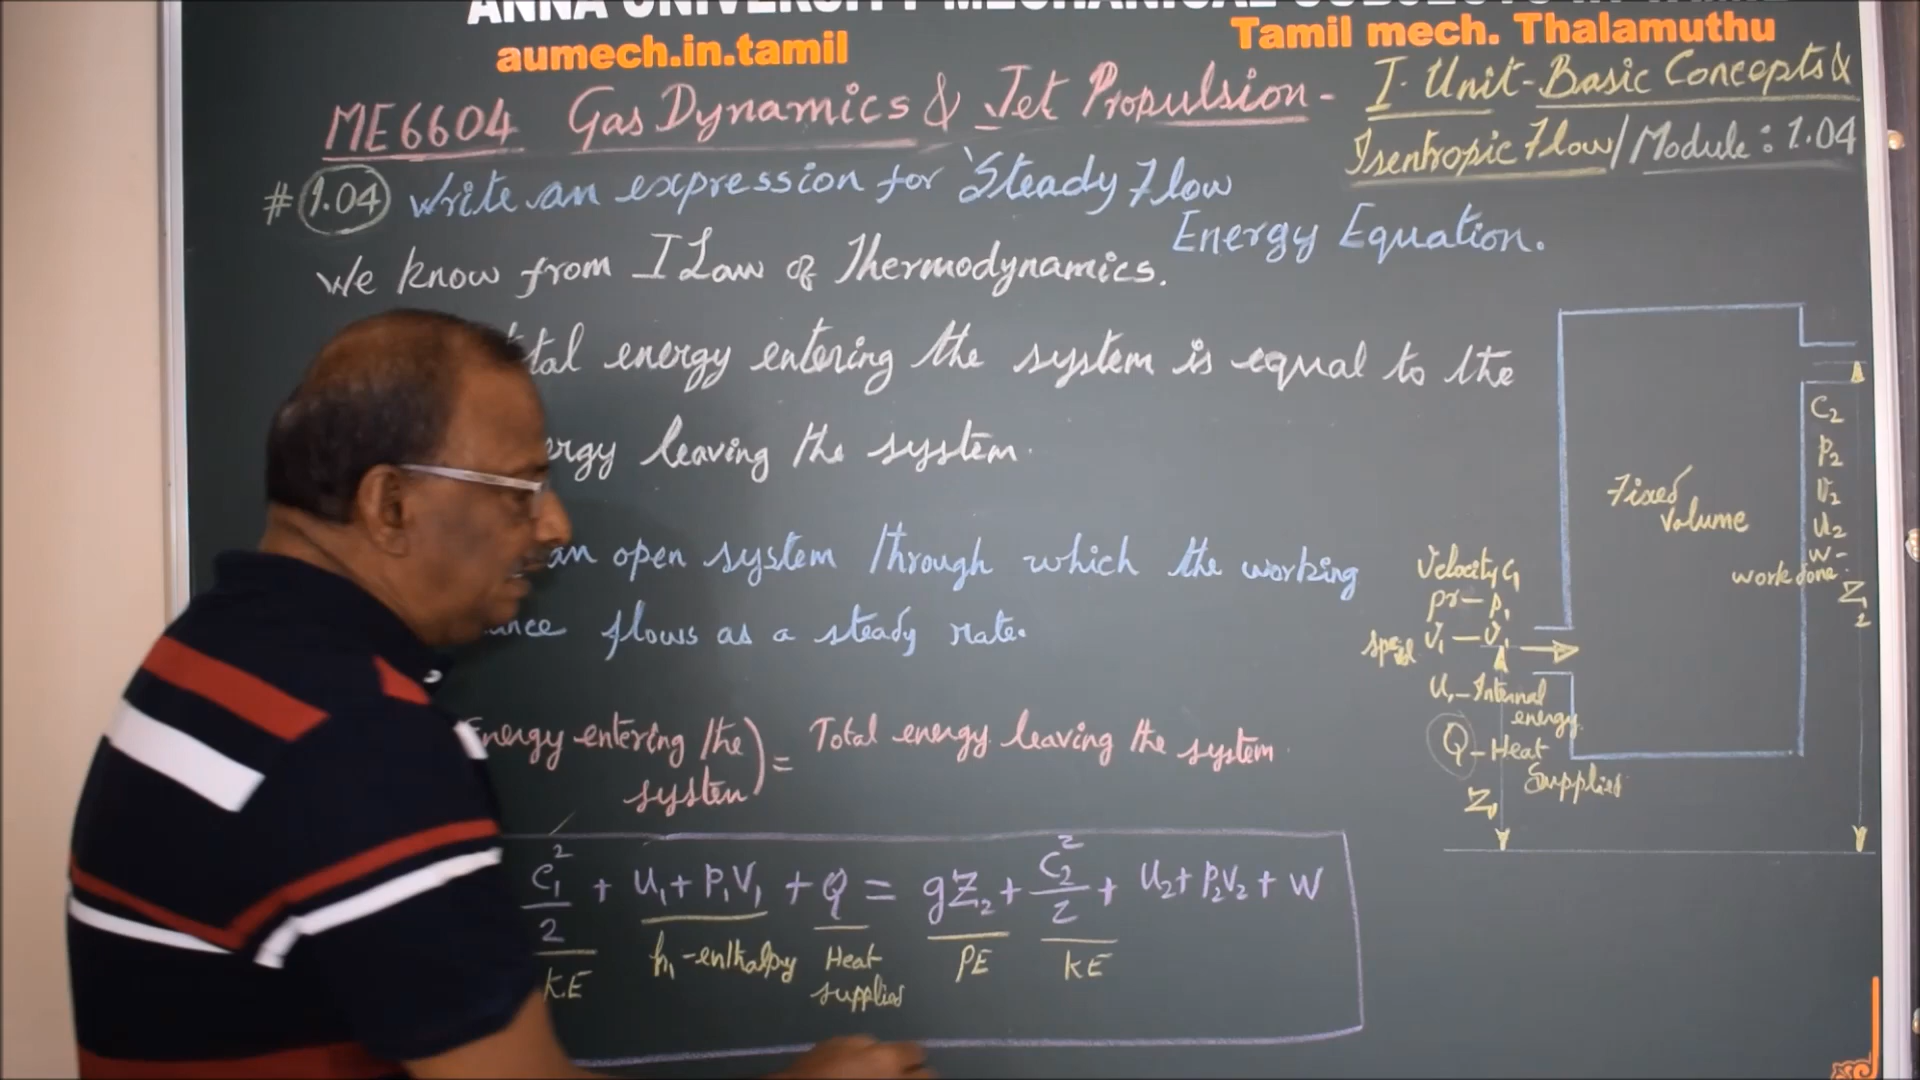 aumech.in.tamil
Tamil mech. Thalamuthu
ME6604 Gas Dynamics & Jet Propulsion - I-Unit-Basic Concepts &
Isentropic Flow / Module: 1.04
# 1.04 Write an expression for Steady Flow
Energy Equation.
We know from I Law of Thermodynamics.
energy entering the system is equal to the
leaving the system.
an open system through which the working
flows as a steady rate.
Energy entering the system) = Total energy leaving the system
C₁²/2 + u₁ + P₁V₁ + Q = gZ₂ + C₂²/2 + u₂ + P₂V₂ + W
K.E h₁-enthalpy Heat supplies PE KE
Fixed
volume
Velocity C₁
pr - p₁
V₁ - V₁
u₁ - Internal
energy
Q - Heat
Supplies
Z₁
C₂
P₂
V₂
u₂
W -
work done
Z₂